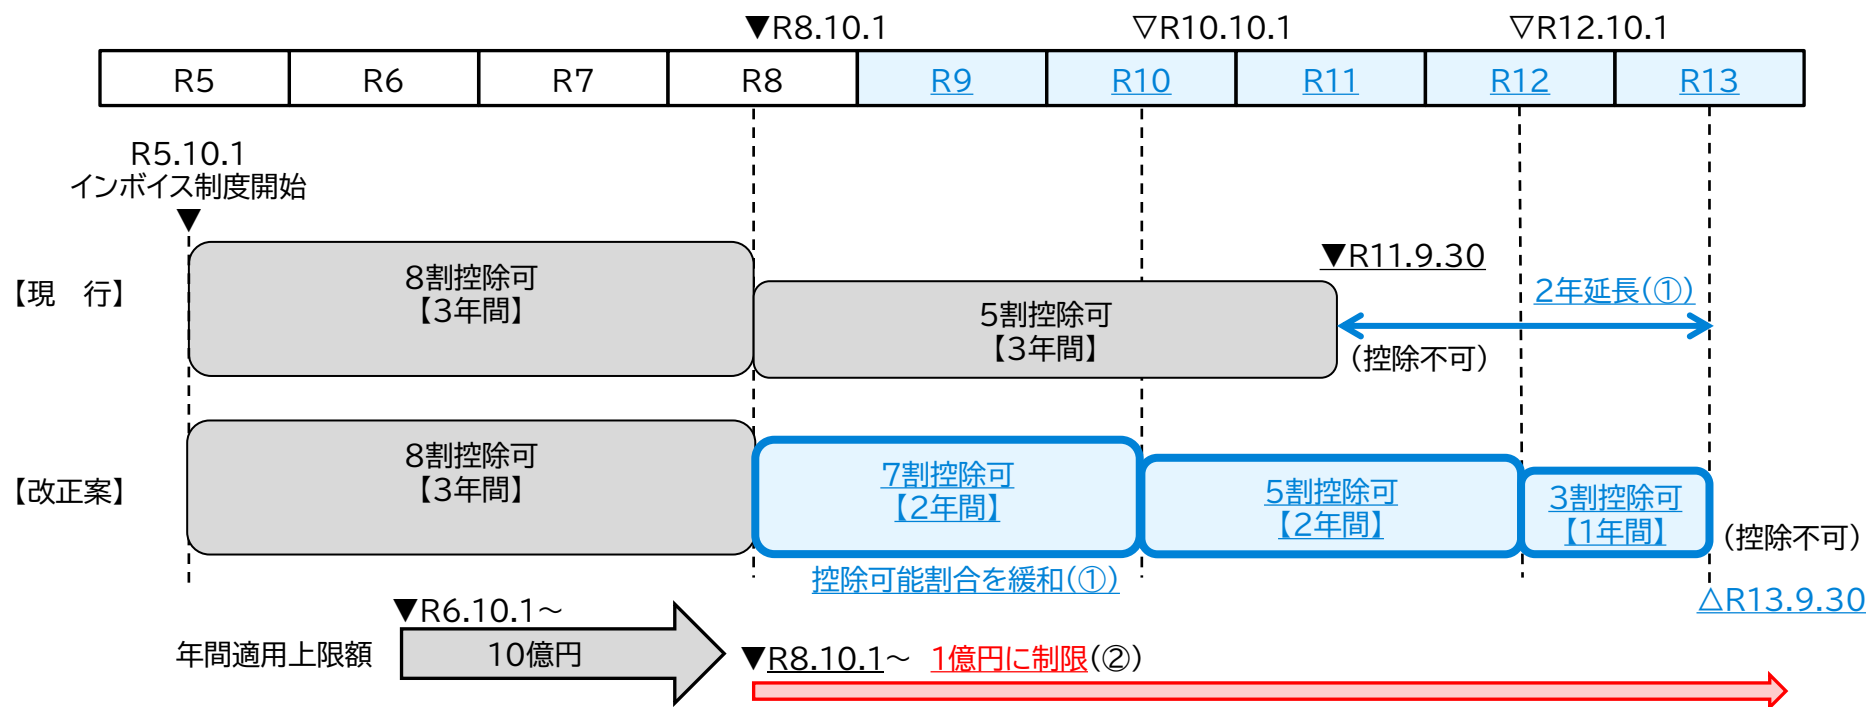 ▼R8.10.1
▽R10.10.1
▽R12.10.1
R5
R6
R7
R8
R9
R10
R11
R12
R13
R5.10.1
インボイス制度開始
▼
【現　行】
8割控除可
【3年間】
5割控除可
【3年間】
▼R11.9.30
2年延長(①)
(控除不可)
【改正案】
8割控除可
【3年間】
7割控除可
【2年間】
5割控除可
【2年間】
3割控除可
【1年間】
(控除不可)
控除可能割合を緩和(①)
△R13.9.30
年間適用上限額
▼R6.10.1～
10億円
▼R8.10.1～ 1億円に制限(②)